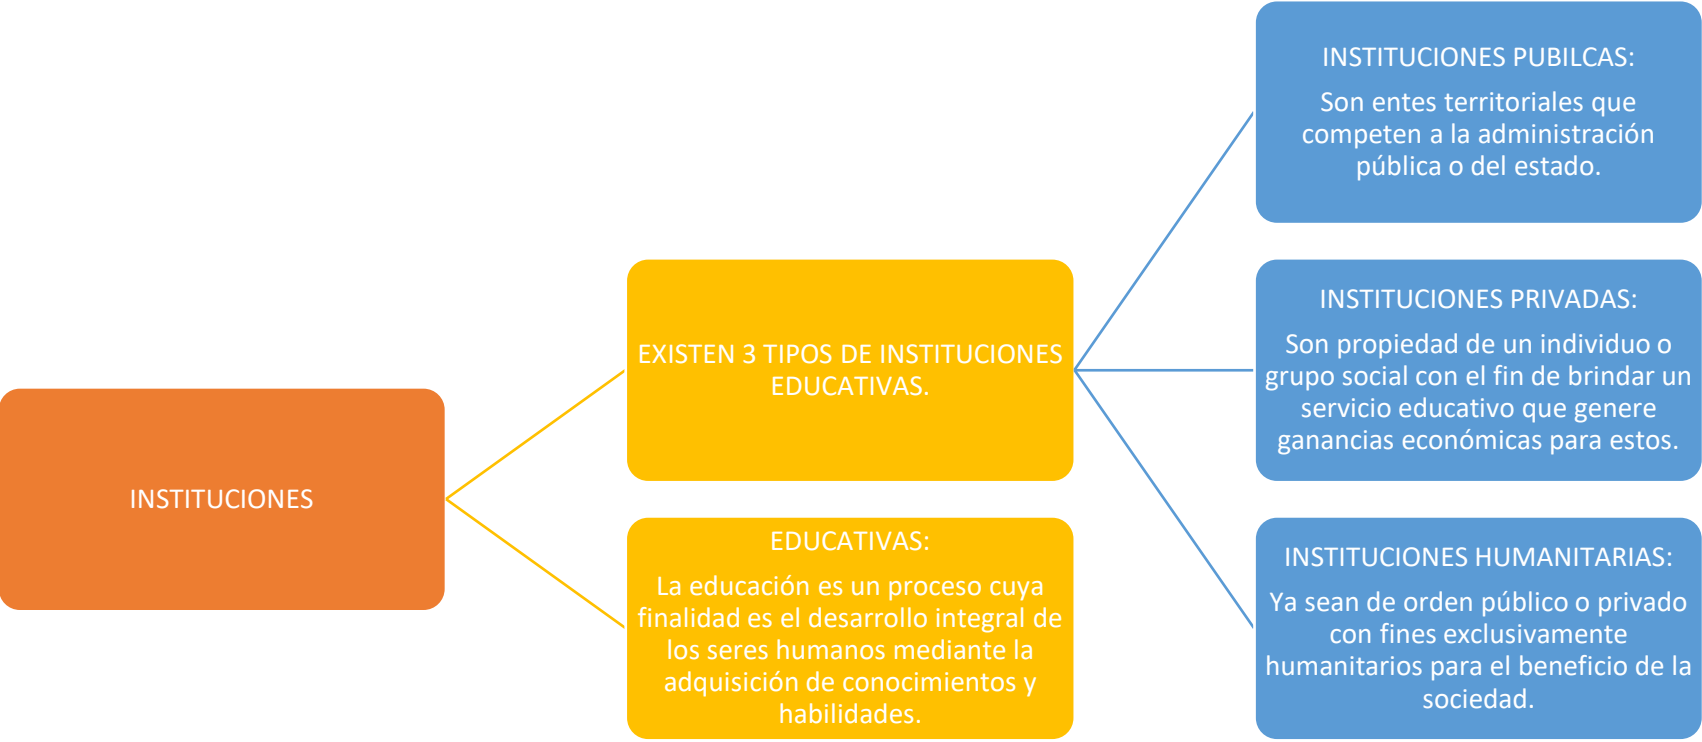 INSTITUCIONES
EXISTEN 3 TIPOS DE INSTITUCIONES
EDUCATIVAS.
EDUCATIVAS:
La educación es un proceso cuya
finalidad es el desarrollo integral de
los seres humanos mediante la
adquisición de conocimientos y
habilidades.
INSTITUCIONES PUBILCAS:
Son entes territoriales que
competen a la administración
pública o del estado.
INSTITUCIONES PRIVADAS:
Son propiedad de un individuo o
grupo social con el fin de brindar un
servicio educativo que genere
ganancias económicas para estos.
INSTITUCIONES HUMANITARIAS:
Ya sean de orden público o privado
con fines exclusivamente
humanitarios para el beneficio de la
sociedad.